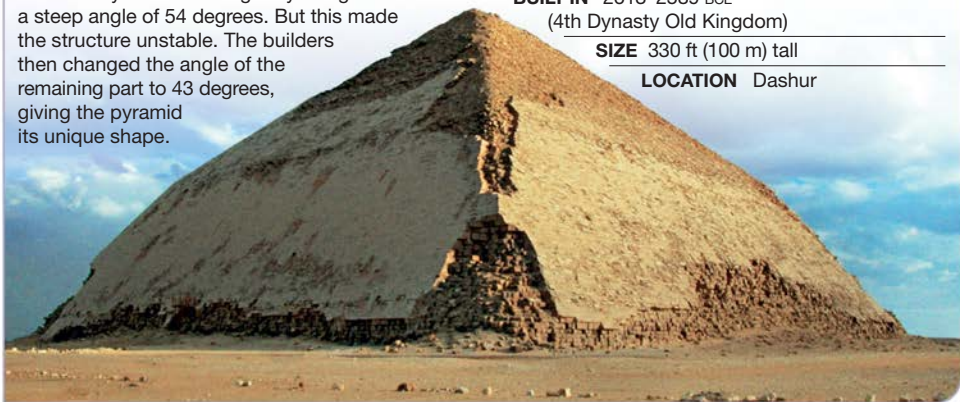 a steep angle of 54 degrees. But this made
the structure unstable. The builders
then changed the angle of the
remaining part to 43 degrees,
giving the pyramid
its unique shape.
(4th Dynasty Old Kingdom)
SIZE 330 ft (100 m) tall
LOCATION Dashur